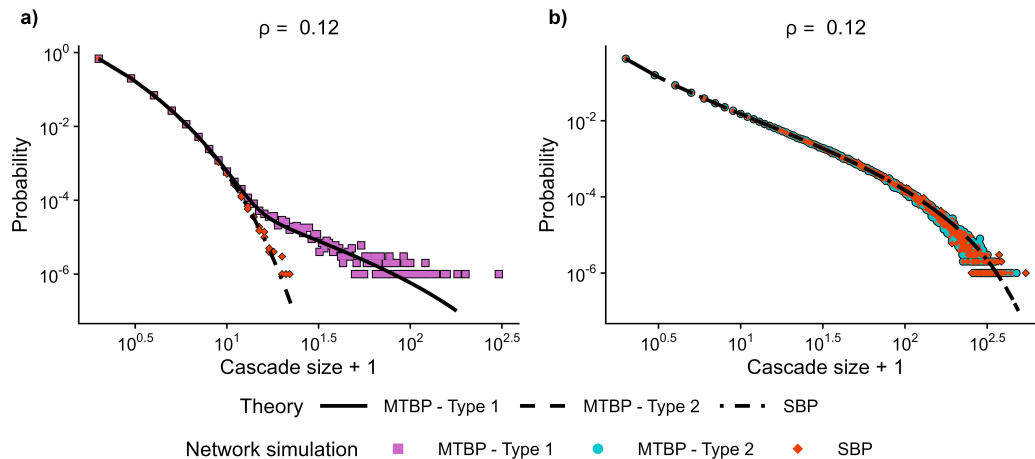 a)
ρ = 0.12
Probability
10^0
10^-2
10^-4
10^-6
10^0.5
10^1
10^1.5
10^2
10^2.5
Cascade size + 1
b)
ρ = 0.12
Probability
10^-2
10^-4
10^-6
10^0.5
10^1
10^1.5
10^2
10^2.5
Cascade size + 1
Theory MTBP - Type 1 MTBP - Type 2 SBP
Network simulation MTBP - Type 1 MTBP - Type 2 SBP